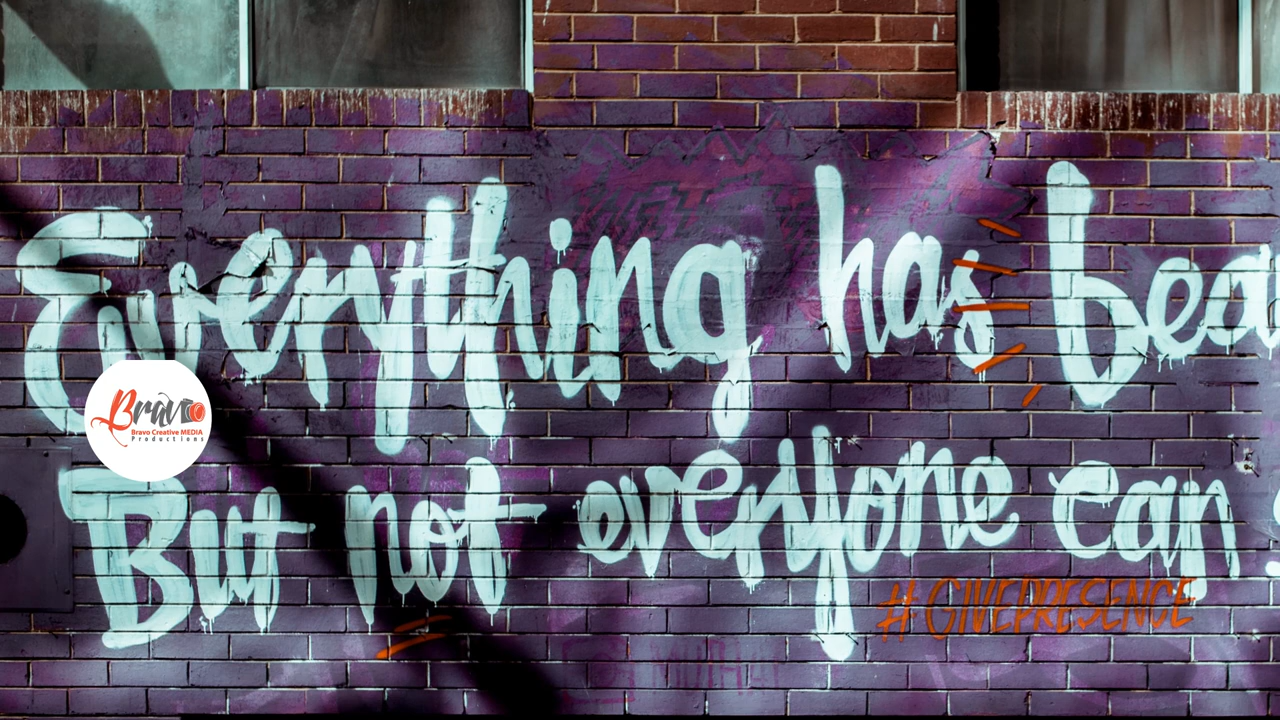 Everything has bea
Bravo
Bravo Creative MEDIA
Productions
But not everyone can s
#GIVEPRESENCE